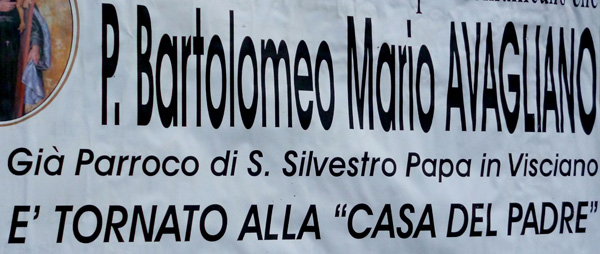 P. Bartolomeo Mario AVAGLIANO
Già Parroco di S. Silvestro Papa in Visciano
E' TORNATO ALLA “CASA DEL PADRE”